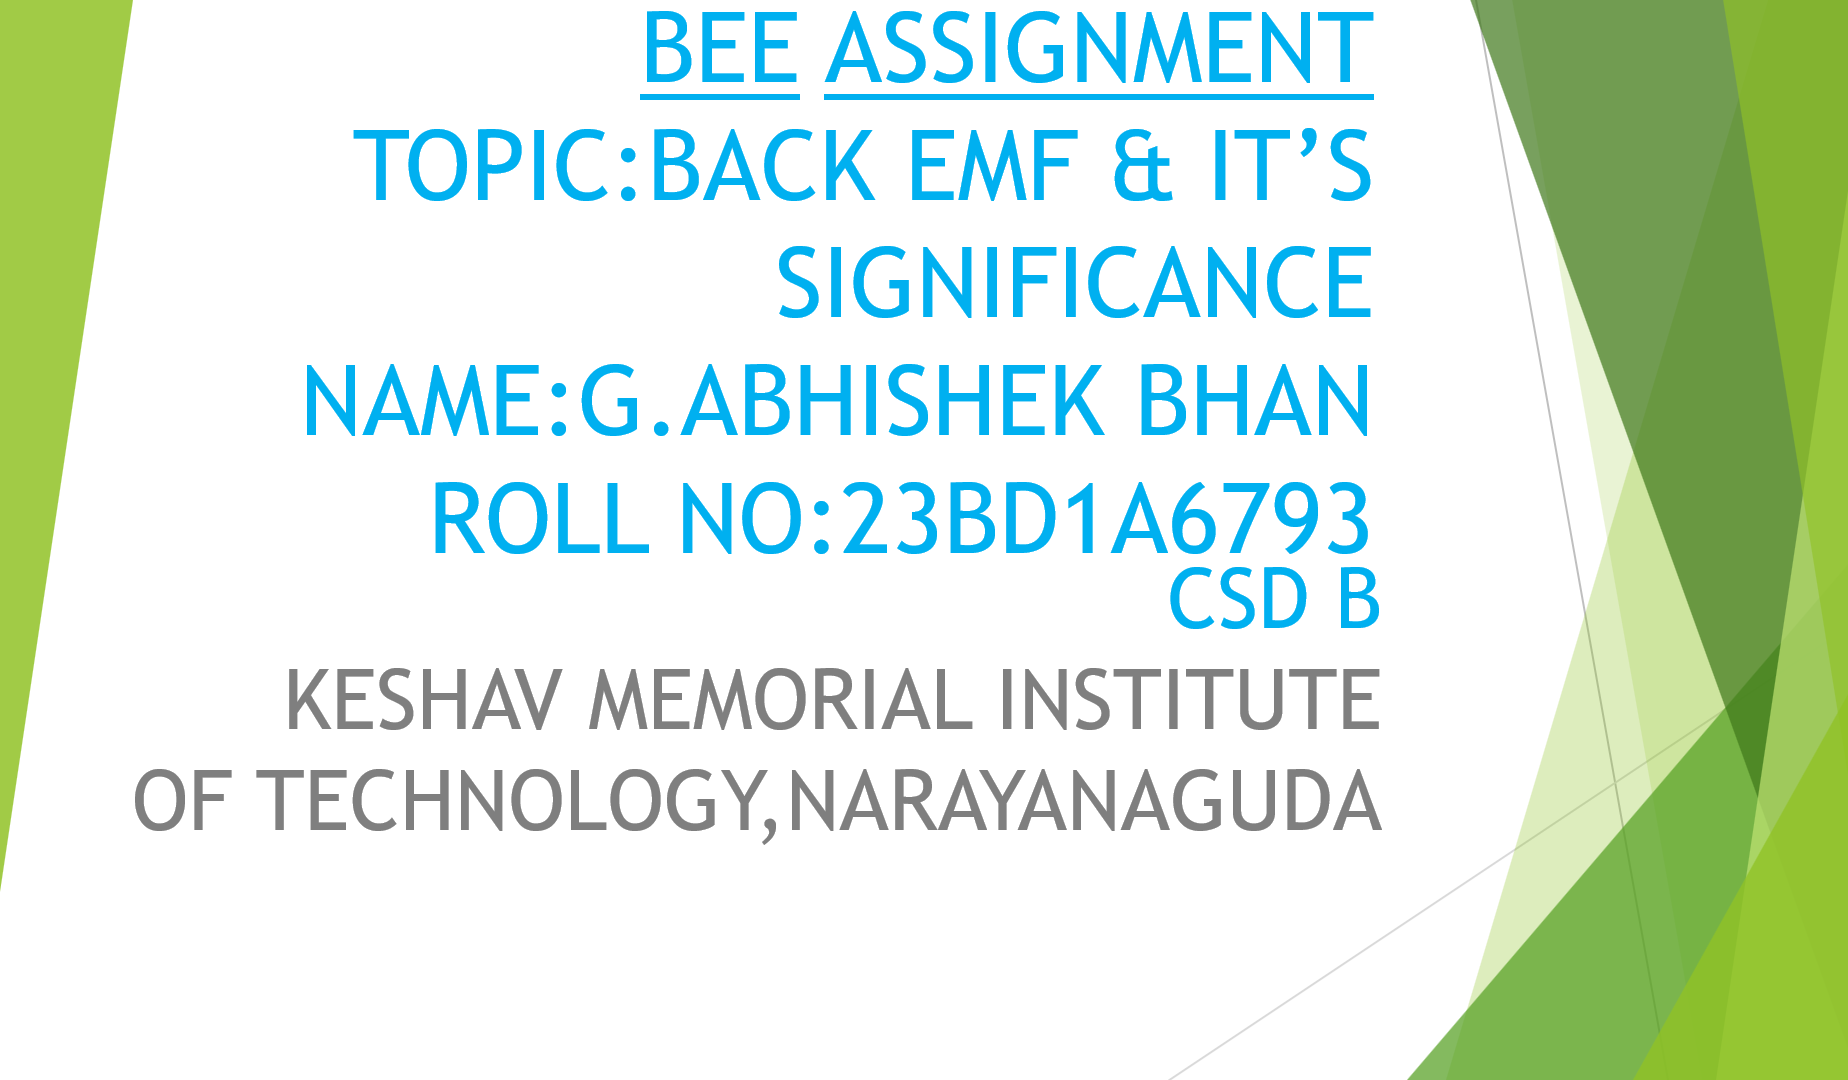 BEE ASSIGNMENT
TOPIC:BACK EMF & IT’S
SIGNIFICANCE
NAME:G.ABHISHEK BHAN
ROLL NO:23BD1A6793
CSD B
KESHAV MEMORIAL INSTITUTE
OF TECHNOLOGY,NARAYANAGUDA